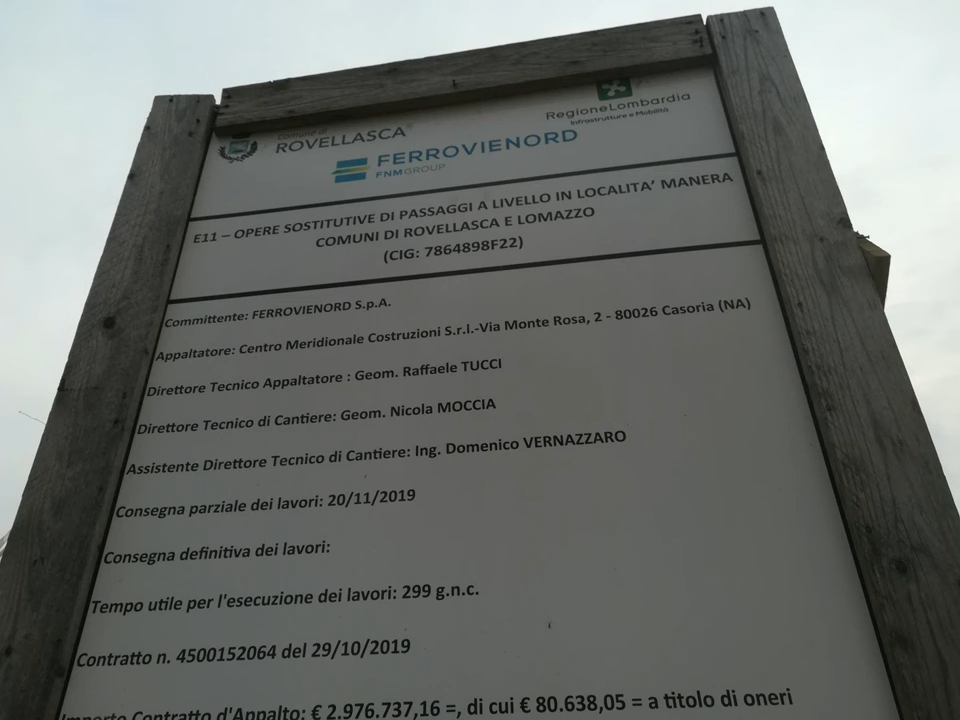 Comune di
ROVELLASCA
RegioneLombardia
Infrastrutture e Mobilità
FERROVIENORD
FNMGROUP
E11 – OPERE SOSTITUTIVE DI PASSAGGI A LIVELLO IN LOCALITA’ MANERA
COMUNI DI ROVELLASCA E LOMAZZO
(CIG: 7864898F22)
Committente: FERROVIENORD S.p.A.
Appaltatore: Centro Meridionale Costruzioni S.r.l.-Via Monte Rosa, 2 - 80026 Casoria (NA)
Direttore Tecnico Appaltatore : Geom. Raffaele TUCCI
Direttore Tecnico di Cantiere: Geom. Nicola MOCCIA
Assistente Direttore Tecnico di Cantiere: Ing. Domenico VERNAZZARO
Consegna parziale dei lavori: 20/11/2019
Consegna definitiva dei lavori:
Tempo utile per l'esecuzione dei lavori: 299 g.n.c.
Contratto n. 4500152064 del 29/10/2019
Importo Contratto d'Appalto: € 2.976.737,16 =, di cui € 80.638,05 = a titolo di oneri